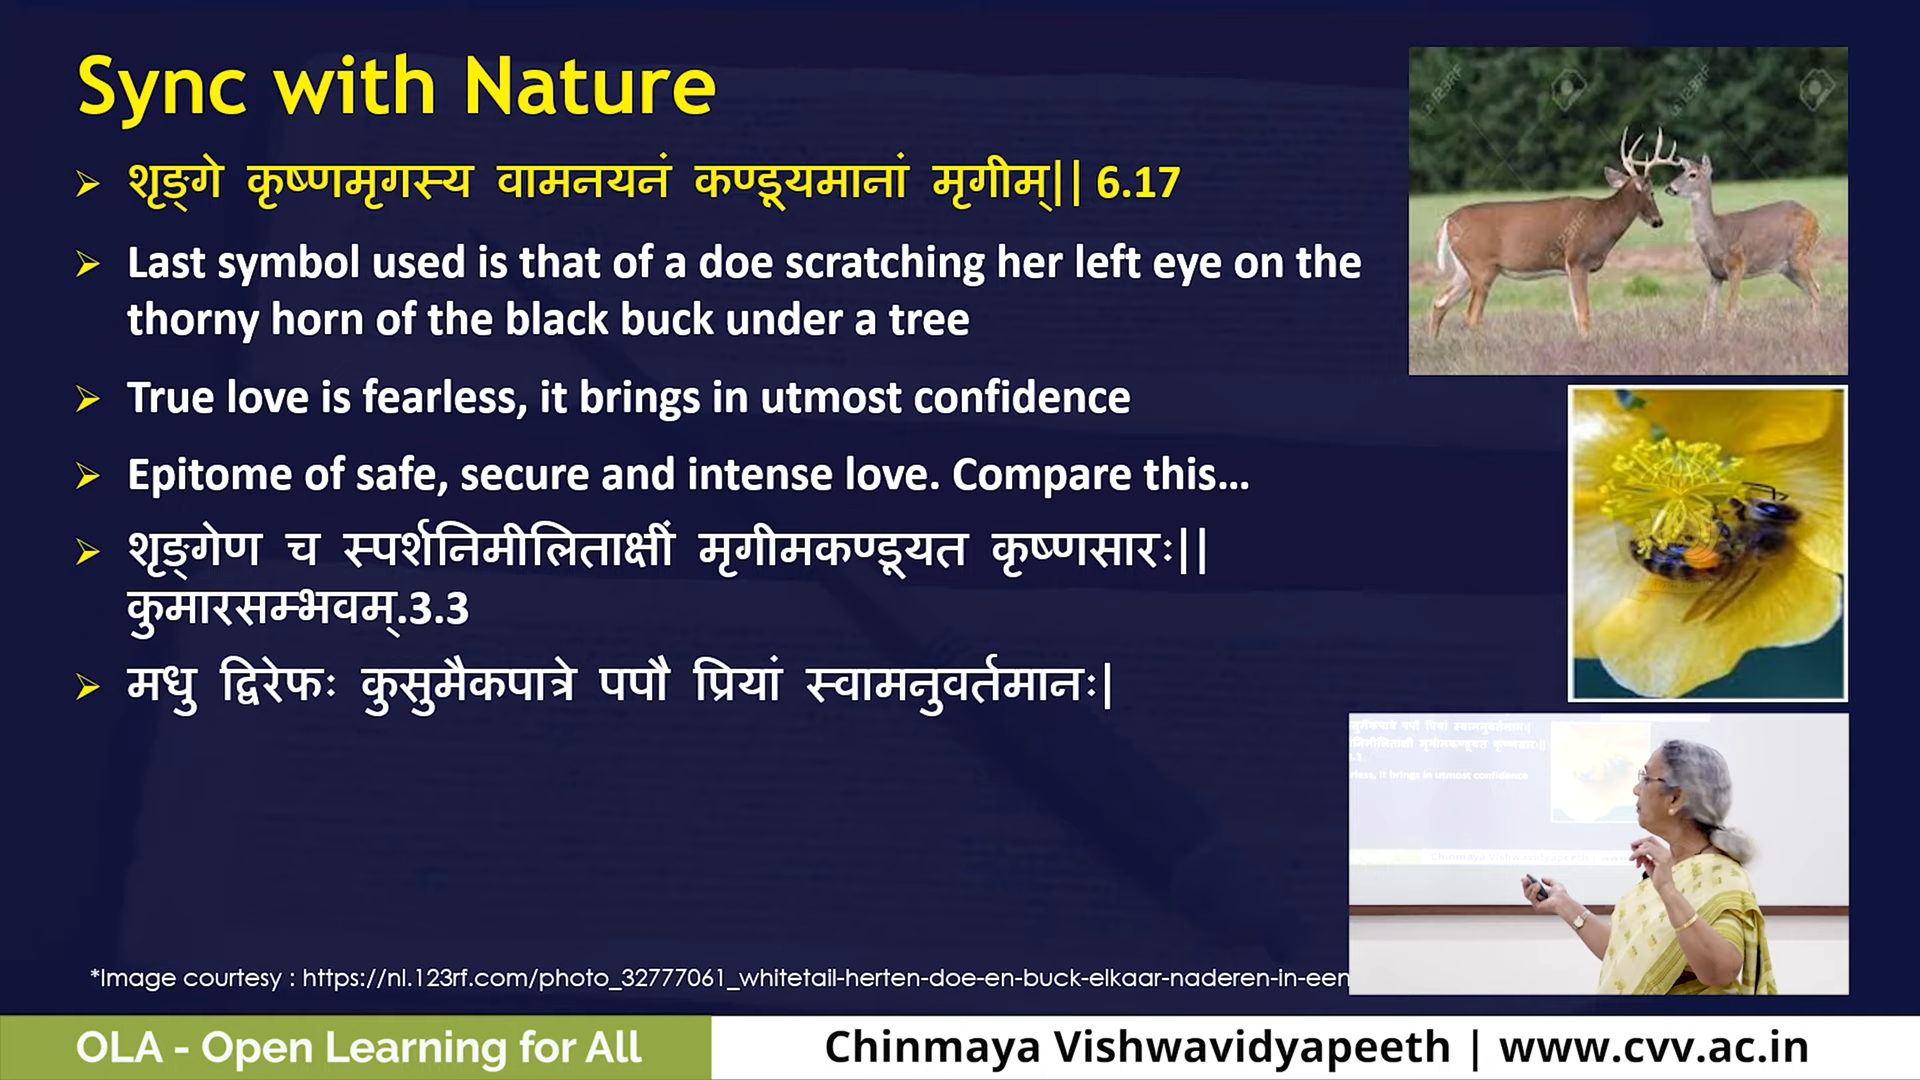 Sync with Nature
➢ शृङ्गे कृष्णमृगस्य वामनयनं कण्डूयमानां मृगीम्|| 6.17
➢ Last symbol used is that of a doe scratching her left eye on the
thorny horn of the black buck under a tree
➢ True love is fearless, it brings in utmost confidence
➢ Epitome of safe, secure and intense love. Compare this...
➢ शृङ्गेण च स्पर्शनिमीलिताक्षीं मृगीमकण्डूयत कृष्णसारः||
कुमारसम्भवम्.3.3
➢ मधु द्विरेफः कुसुमैकपात्रे पपौ प्रियां स्वामनुवर्तमानः|
*Image courtesy : https://nl.123rf.com/photo_32777061_whitetail-herten-doe-en-buck-elkaar-naderen-in-een
OLA - Open Learning for All
Chinmaya Vishwavidyapeeth | www.cvv.ac.in